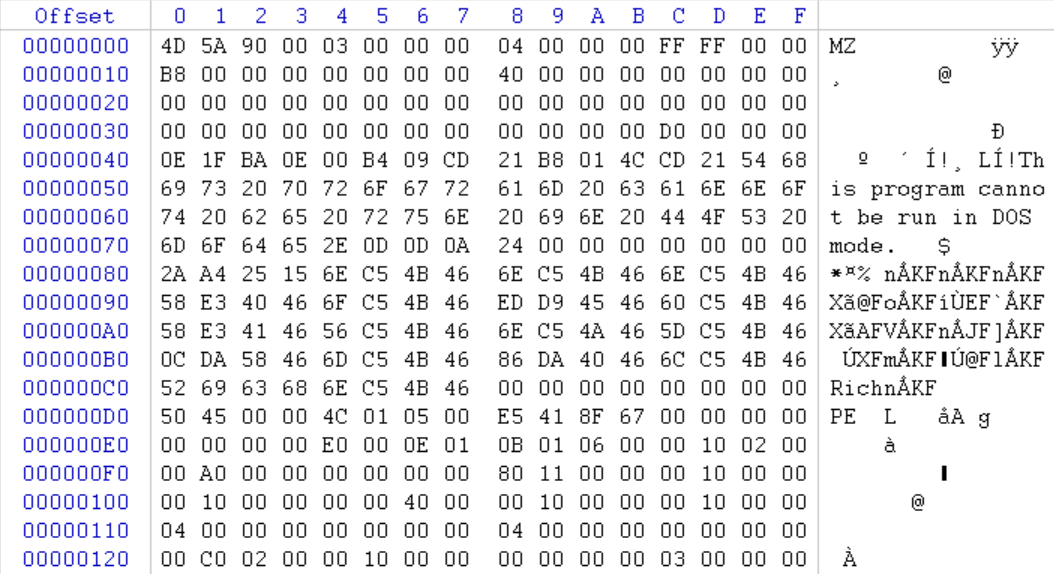 Offset 0 1 2 3 4 5 6 7 8 9 A B C D E F
00000000 4D 5A 90 00 03 00 00 00 04 00 00 00 FF FF 00 00 MZ ÿÿ
00000010 B8 00 00 00 00 00 00 00 40 00 00 00 00 00 00 00 ¸ @
00000020 00 00 00 00 00 00 00 00 00 00 00 00 00 00 00 00
00000030 00 00 00 00 00 00 00 00 00 00 00 00 D0 00 00 00 Ð
00000040 0E 1F BA 0E 00 B4 09 CD 21 B8 01 4C CD 21 54 68 º ´ Í!¸ LÍ!Th
00000050 69 73 20 70 72 6F 67 72 61 6D 20 63 61 6E 6E 6F is program canno
00000060 74 20 62 65 20 72 75 6E 20 69 6E 20 44 4F 53 20 t be run in DOS
00000070 6D 6F 64 65 2E 0D 0D 0A 24 00 00 00 00 00 00 00 mode. $
00000080 2A A4 25 15 6E C5 4B 46 6E C5 4B 46 6E C5 4B 46 *¤% nÅKFnÅKFnÅKF
00000090 58 E3 40 46 6F C5 4B 46 ED D9 45 46 60 C5 4B 46 Xã@FoÅKFíÙEF`ÅKF
000000A0 58 E3 41 46 56 C5 4B 46 6E C5 4A 46 5D C5 4B 46 XãAFVÅKFnÅJF]ÅKF
000000B0 0C DA 58 46 6D C5 4B 46 86 DA 40 46 6C C5 4B 46 ÚXFmÅKF▮Ú@FlÅKF
000000C0 52 69 63 68 6E C5 4B 46 00 00 00 00 00 00 00 00 RichnÅKF
000000D0 50 45 00 00 4C 01 05 00 E5 41 8F 67 00 00 00 00 PE L åA g
000000E0 00 00 00 00 E0 00 0E 01 0B 01 06 00 00 10 02 00 à
000000F0 00 A0 00 00 00 00 00 00 80 11 00 00 00 10 00 00 ▮
00000100 00 10 00 00 00 00 40 00 00 10 00 00 00 10 00 00 @
00000110 04 00 00 00 00 00 00 00 04 00 00 00 00 00 00 00
00000120 00 C0 02 00 00 10 00 00 00 00 00 00 03 00 00 00 À